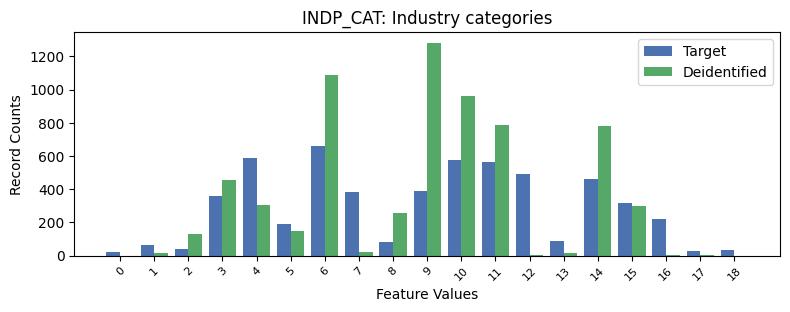 INDP_CAT: Industry categories
Target
Deidentified
Record Counts
1200
1000
800
600
400
200
0
0 1 2 3 4 5 6 7 8 9 10 11 12 13 14 15 16 17 18
Feature Values